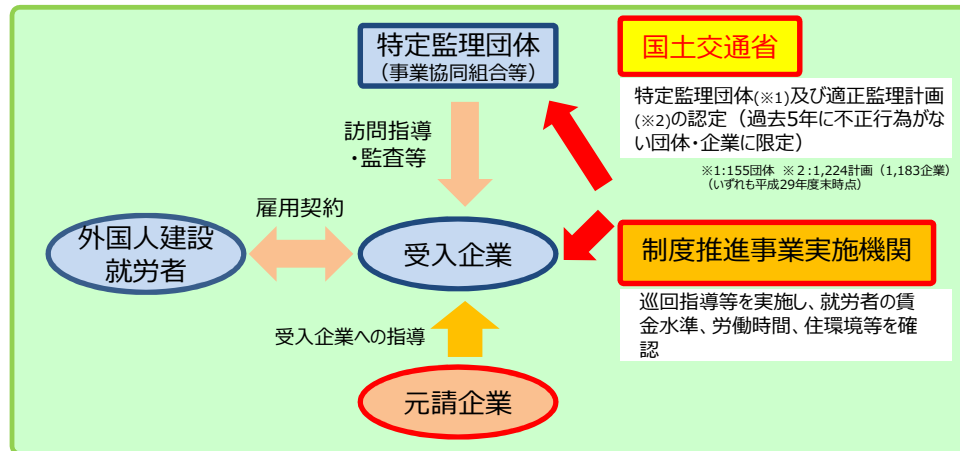 特定監理団体
（事業協同組合等）
国土交通省
特定監理団体(※1)及び適正監理計画
(※2)の認定（過去5年に不正行為がな
い団体・企業に限定）
※1:155団体 ※２:1,224計画（1,183企業）
（いずれも平成29年度末時点）
訪問指導
・監査等
雇用契約
外国人建設
就労者
受入企業
制度推進事業実施機関
巡回指導等を実施し、就労者の賃
金水準、労働時間、住環境等を確
認
受入企業への指導
元請企業